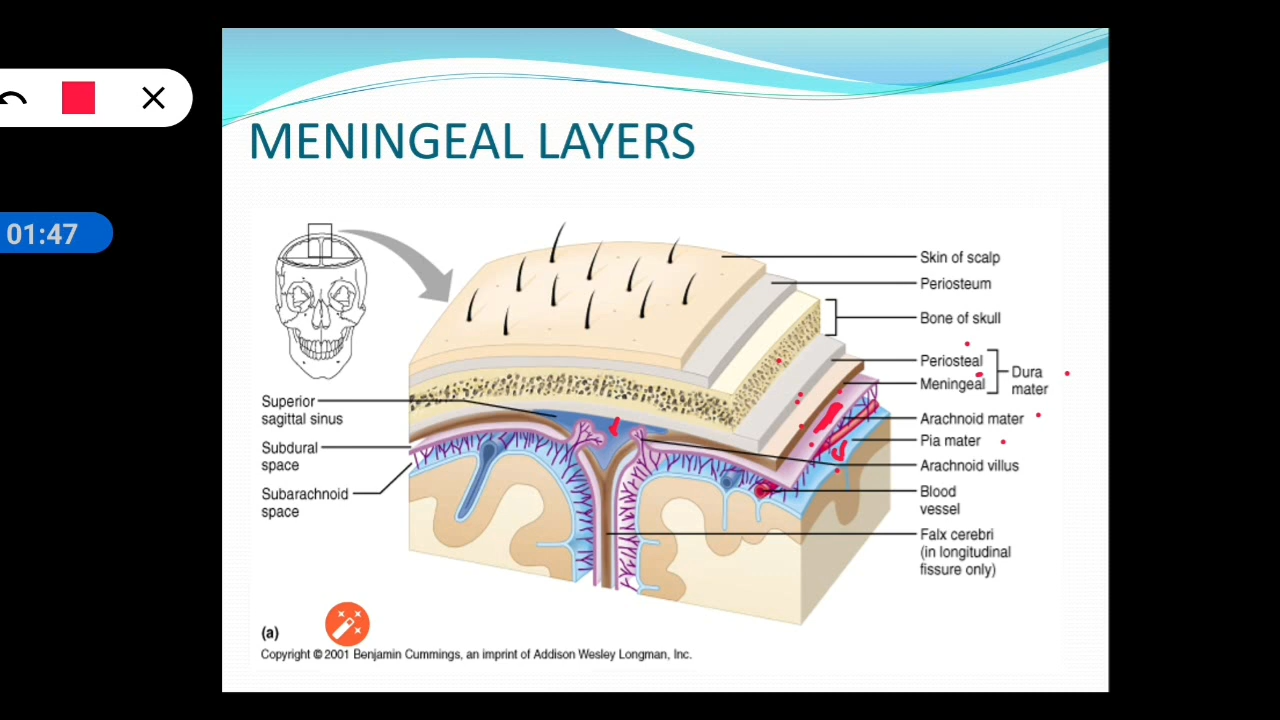 01:47
MENINGEAL LAYERS
Skin of scalp
Periosteum
Bone of skull
Periosteal
Meningeal
Dura
mater
Arachnoid mater
Pia mater
Arachnoid villus
Blood
vessel
Falx cerebri
(in longitudinal
fissure only)
Superior
sagittal sinus
Subdural
space
Subarachnoid
space
(a)
Copyright © 2001 Benjamin Cummings, an imprint of Addison Wesley Longman, Inc.